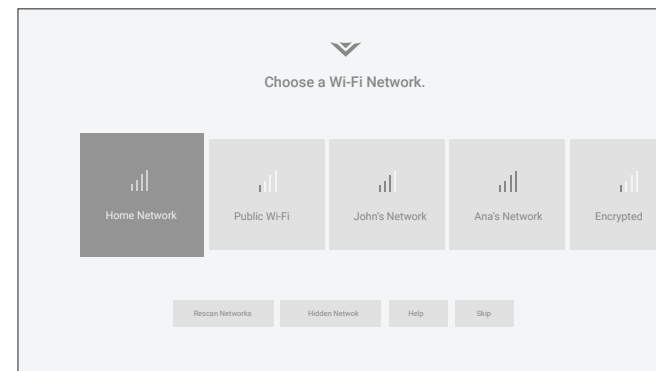 Choose a Wi-Fi Network.
Home Network
Public Wi-Fi
John's Network
Ana's Network
Encrypted
Rescan Networks
Hidden Netwok
Help
Skip